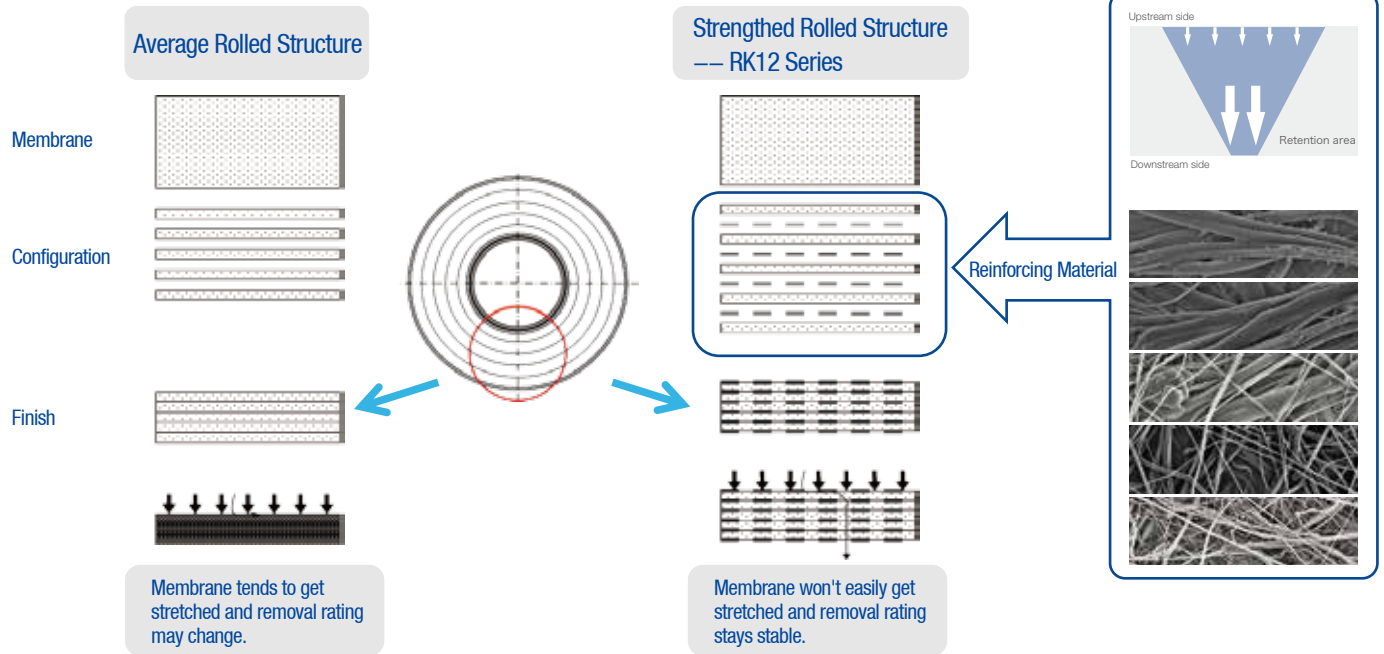 Average Rolled Structure
Strengthed Rolled Structure
−− RK12 Series
Upstream side
Retention area
Downstream side
Membrane
Configuration
Reinforcing Material
Finish
Membrane tends to get
stretched and removal rating
may change.
Membrane won't easily get
stretched and removal rating
stays stable.